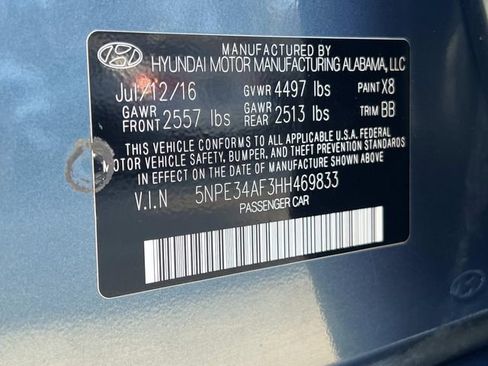 MANUFACTURED BY
HYUNDAI MOTOR MANUFACTURING ALABAMA, LLC
Jul/12/16 GVWR 4497 lbs PAINT X8
GAWR FRONT 2557 lbs GAWR REAR 2513 lbs TRIM BB
THIS VEHICLE CONFORMS TO ALL APPLICABLE U.S.A. FEDERAL
MOTOR VEHICLE SAFETY, BUMPER, AND THEFT PREVENTION STANDARDS
IN EFFECT ON THE DATE OF MANUFACTURE SHOWN ABOVE.
V.I.N 5NPE34AF3HH469833
PASSENGER CAR